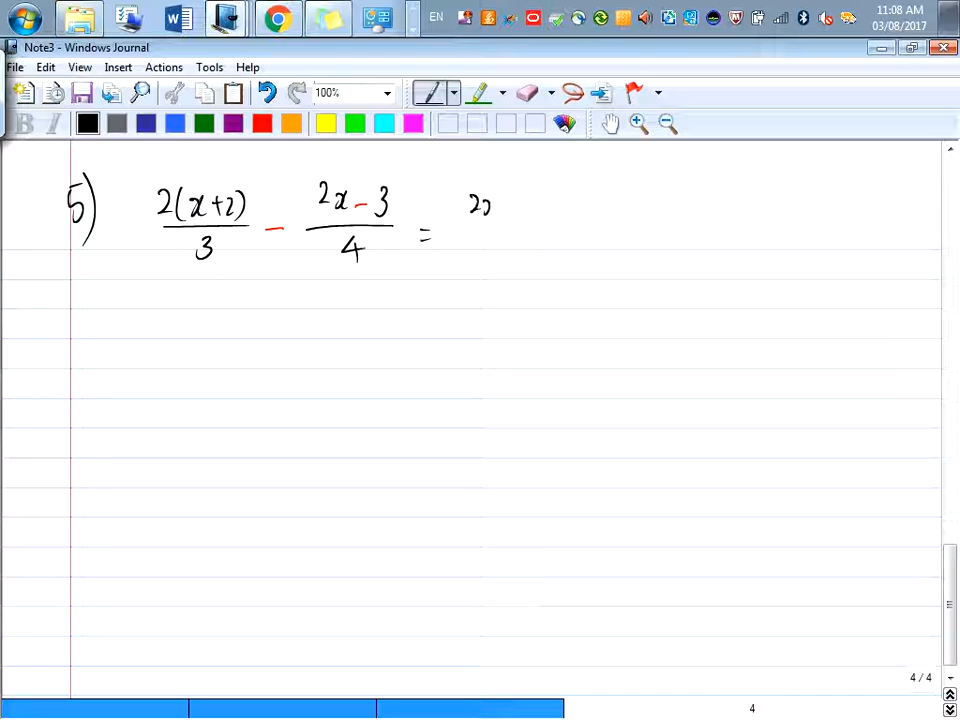 EN
11:08 AM
03/08/2017
Note3 - Windows Journal
File Edit View Insert Actions Tools Help
100%
B I
5) 2(x+2)/3 - 2x - 3/4 =
4 / 4
4